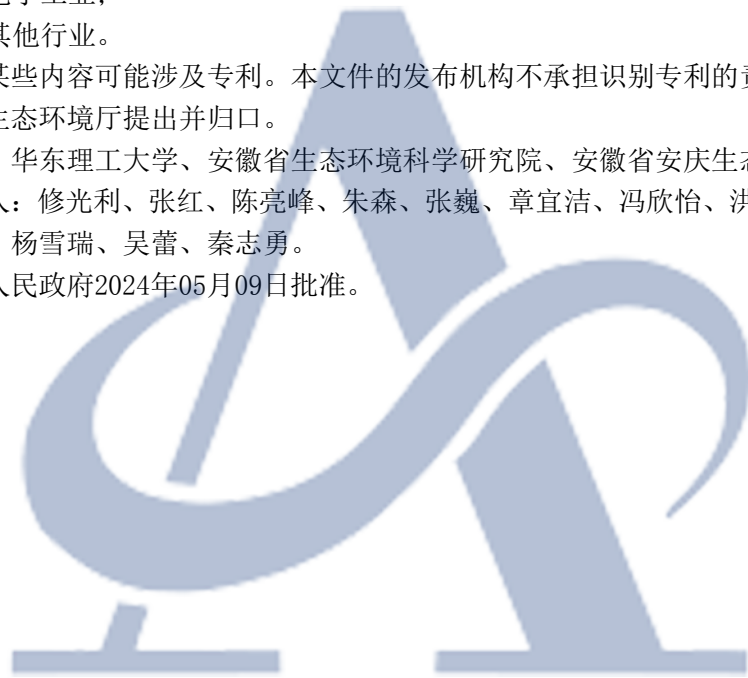 其他行业。
某些内容可能涉及专利。本文件的发布机构不承担识别专利的
生态环境厅提出并归口。
华东理工大学、安徽省生态环境科学研究院、安徽省安庆生态
人：修光利、张红、陈亮峰、朱森、张巍、章宜洁、冯欣怡、洪
杨雪瑞、吴蕾、秦志勇。
人民政府2024年05月09日批准。